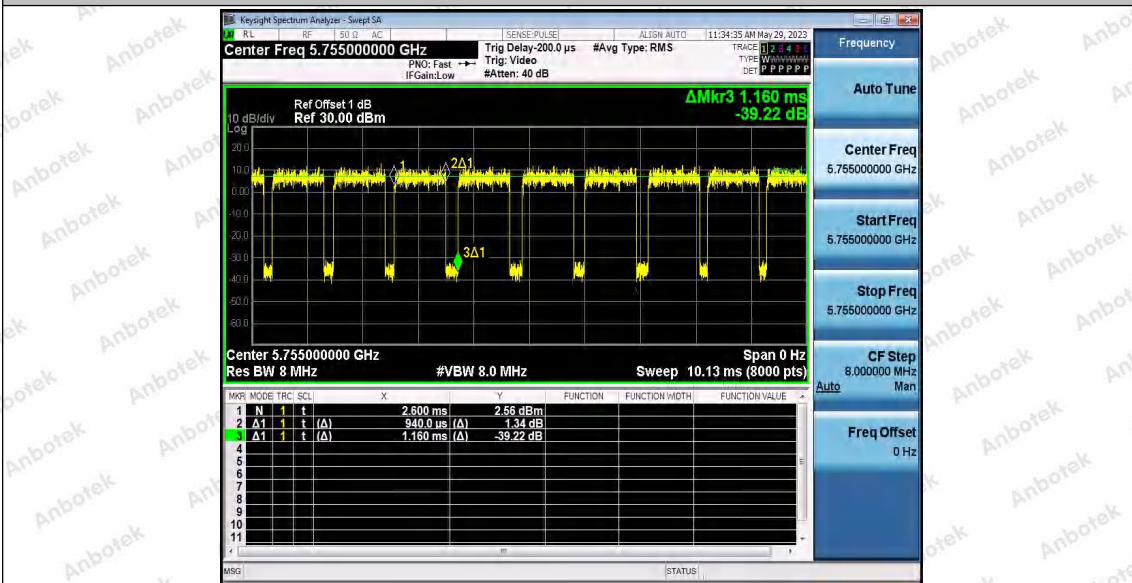 Keysight Spectrum Analyzer - Swept SA
RL RF 50 Ω AC SENSE:PULSE ALIGN AUTO 11:34:35 AM May 29, 2023
Center Freq 5.755000000 GHz
PNO: Fast
IFGain:Low
Trig Delay-200.0 µs
Trig: Video
#Atten: 40 dB
#Avg Type: RMS
TRACE 1 2 3 4 5 6
TYPE WWWWWW
DET P P P P P P
Ref Offset 1 dB
10 dB/div Ref 30.00 dBm
Log
ΔMkr3 1.160 ms
-39.22 dB
20.0
10.0
0.00
-10.0
-20.0
-30.0
-40.0
-50.0
-60.0
1
2Δ1
3Δ1
Center 5.755000000 GHz Span 0 Hz
Res BW 8 MHz #VBW 8.0 MHz Sweep 10.13 ms (8000 pts)
MKR MODE TRC SCL X Y FUNCTION FUNCTION WIDTH FUNCTION VALUE
1 N 1 t 2.600 ms 2.56 dBm
2 Δ1 1 t (Δ) 940.0 us (Δ) 1.34 dB
3 Δ1 1 t (Δ) 1.160 ms (Δ) -39.22 dB
4
5
6
7
8
9
10
11
MSG STATUS
Frequency
Auto Tune
Center Freq
5.755000000 GHz
Start Freq
5.755000000 GHz
Stop Freq
5.755000000 GHz
CF Step
8.000000 MHz
Auto Man
Freq Offset
0 Hz
Anbotek